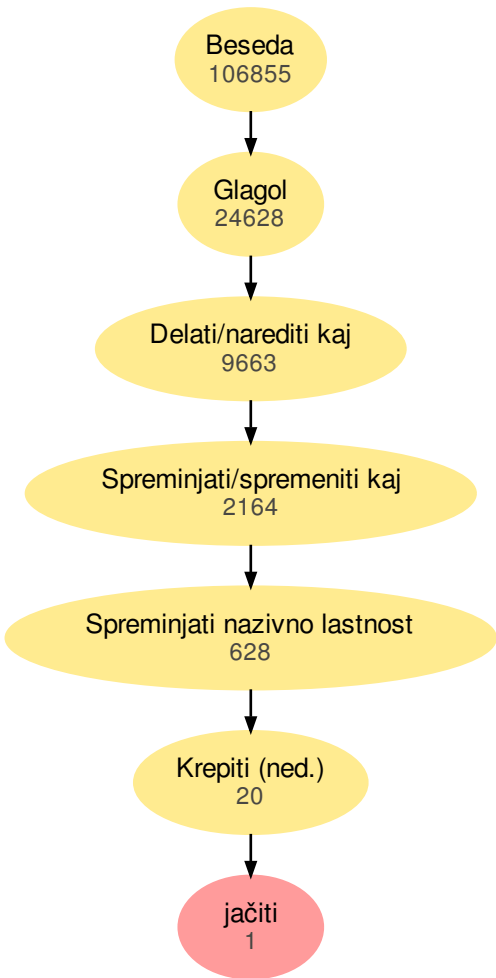 Beseda
106855
Glagol
24628
Delati/narediti kaj
9663
Spreminjati/spremeniti kaj
2164
Spreminjati nazivno lastnost
628
Krepiti (ned.)
20
jačiti
1